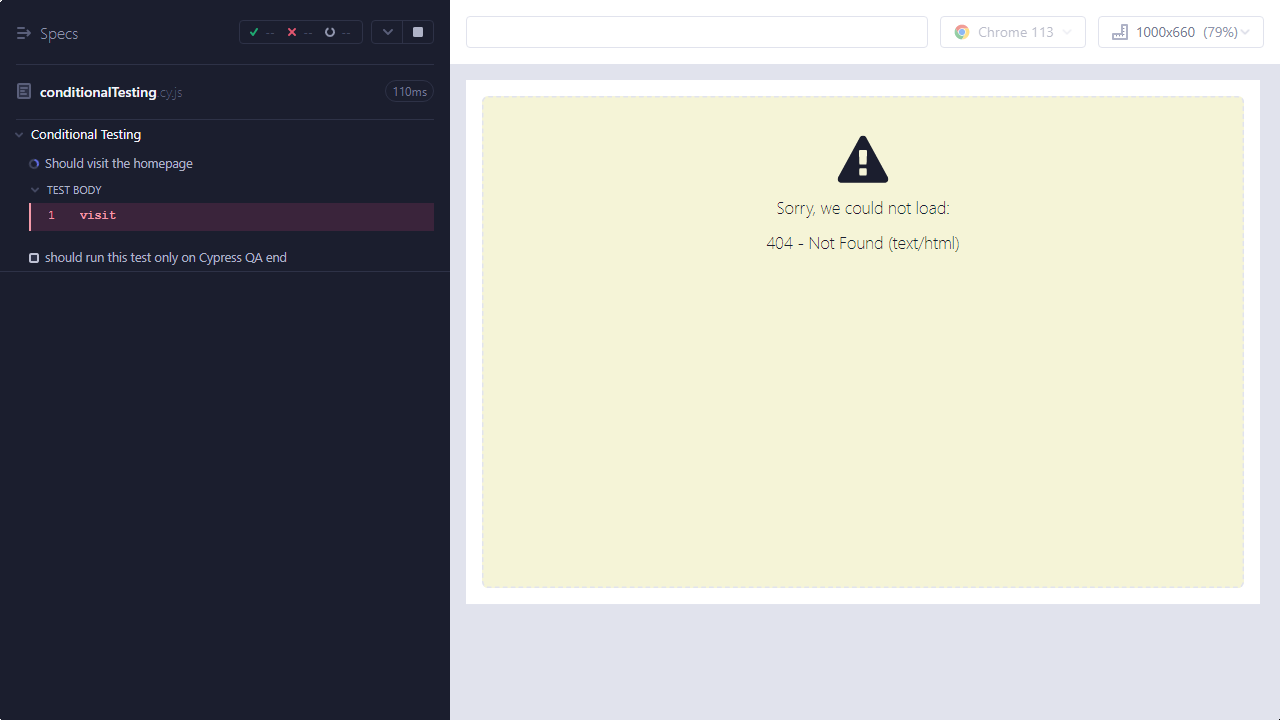 Specs
--
--
--
conditionalTesting.cy.js
110ms
Conditional Testing
Should visit the homepage
TEST BODY
1 visit
should run this test only on Cypress QA end
Chrome 113
1000x660 (79%)
Sorry, we could not load:
404 - Not Found (text/html)